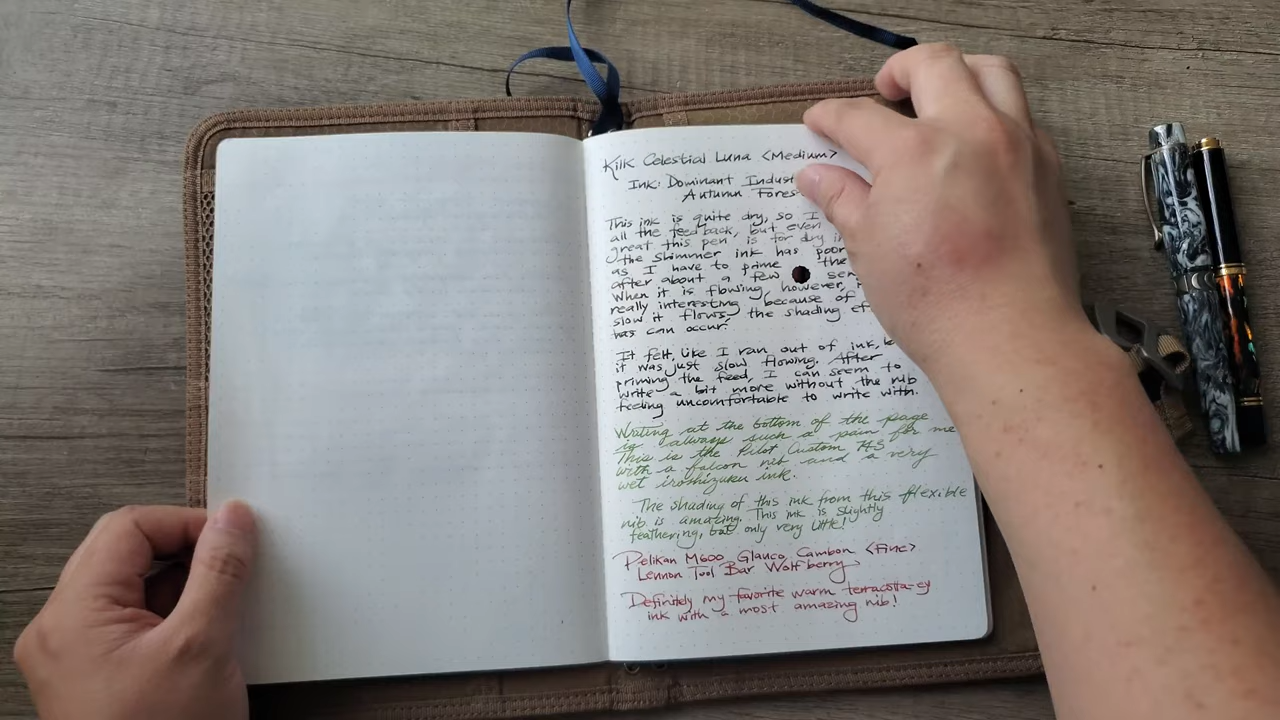 Kilk Celestial Luna <Medium>
Ink: Dominant Indust
Autumn Fores
This ink is quite dry, so I
all the feedback, but even
great this pen, is for dry in
the shimmer ink has poor
as I have to prime the
after about a few sen
When it is flowing however,
really interesting because of
slow it flows, the shading ef
has can occur.
It felt, like I ran out of ink,
it was just slow flowing. After
priming the feed, I can seem to
write a bit more without the nib
feeling uncomfortable to write with.
Writing at the bottom of the page
is always such a pain for me
This is the Pilot Custom
with a falcon nib and a very
wet iroshizuku ink.
The shading of this ink from this flexible
nib is amazing. This ink is slightly
feathering, but only very little!
Pelikan M600 Glauco Cambon <Fine>
Lennon Tool Bar Wolfberry
Definitely my favorite warm terracotta-ey
ink with a most amazing nib!